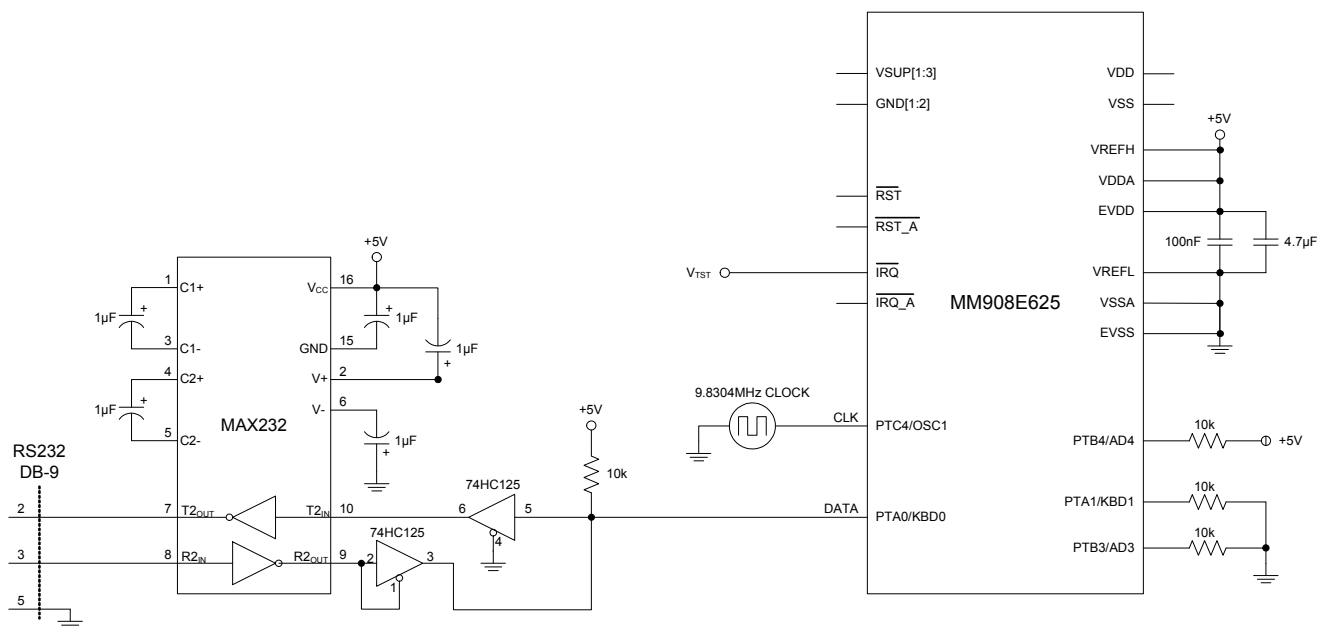 VSUP[1:3]
VDD
GND[1:2]
VSS
+5V
VREFH
VDDA
RST
EVDD
RST_A
100nF
4.7µF
+5V
VTST
IRQ
VREFL
1
C1+
VCC
16
MM908E625
1µF
+
+
1µF
IRQ_A
VSSA
3
C1-
GND
15
1µF
EVSS
4
C2+
V+
2
+
9.8304MHz CLOCK
1µF
+
V-
6
+5V
CLK
PTC4/OSC1
10k
MAX232
1µF
PTB4/AD4
+5V
5
C2-
+
RS232
DB-9
10k
10k
74HC125
PTA1/KBD1
2
7
T2OUT
T2IN
10
6
5
DATA
PTA0/KBD0
74HC125
4
10k
3
8
R2IN
R2OUT
9
2
3
PTB3/AD3
1
5